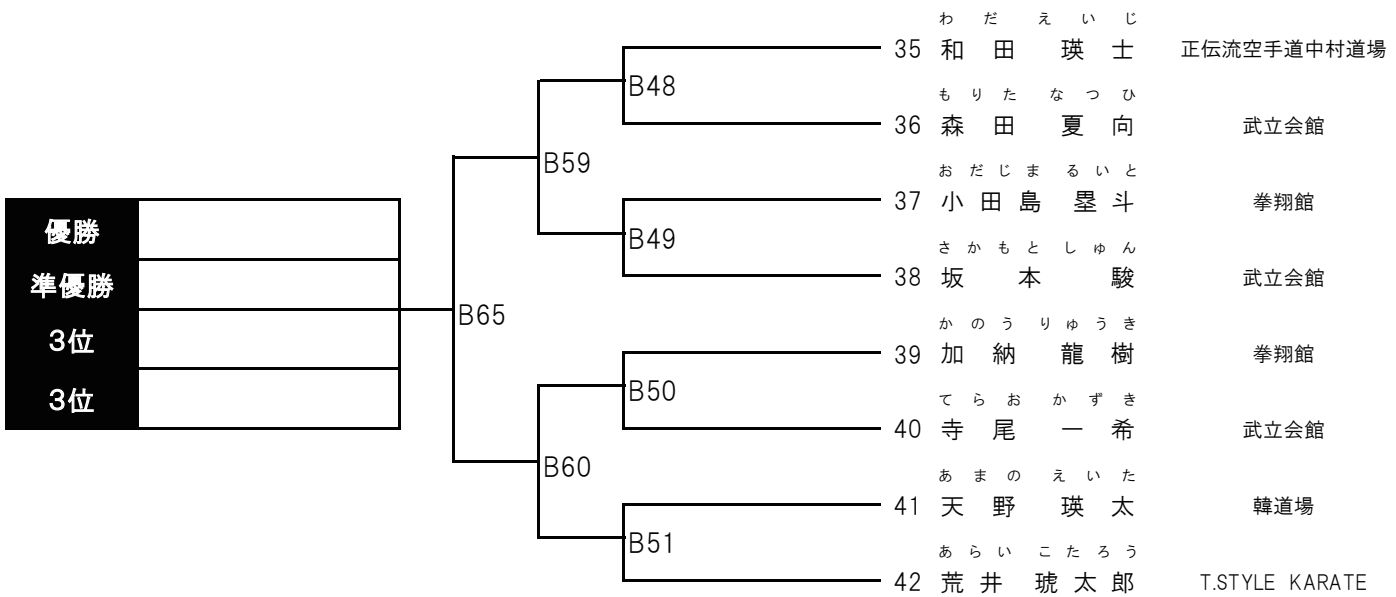 わだ えいじ
35 和田 瑛士 正伝流空手道中村道場
B48
もりた なつひ
36 森田 夏向 武立会館
B59
おだじま るいと
37 小田島 塁斗 拳翔館
優勝
B49
さかもと しゅん
38 坂本 駿 武立会館
準優勝
B65
かのう りゅうき
3位
39 加納 龍樹 拳翔館
B50
てらお かずき
3位
40 寺尾 一希 武立会館
B60
あまの えいた
41 天野 瑛太 韓道場
B51
あらい こたろう
42 荒井 琥太郎 T.STYLE KARATE